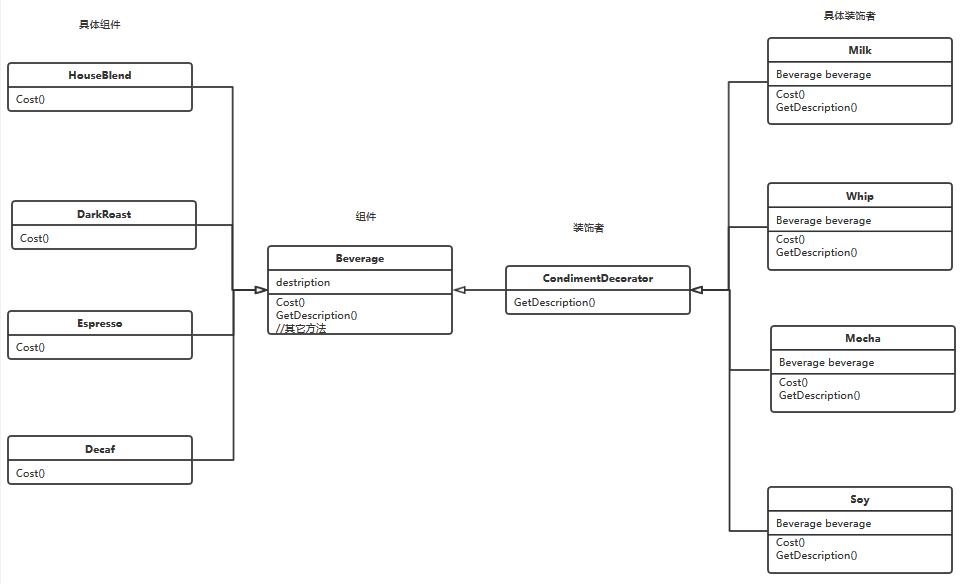 具体组件
HouseBlend
Cost()
DarkRoast
Cost()
Espresso
Cost()
Decaf
Cost()
组件
Beverage
destription
Cost()
GetDescription()
//其它方法
装饰者
CondimentDecorator
GetDescription()
具体装饰者
Milk
Beverage beverage
Cost()
GetDescription()
Whip
Beverage beverage
Cost()
GetDescription()
Mocha
Beverage beverage
Cost()
GetDescription()
Soy
Beverage beverage
Cost()
GetDescription()